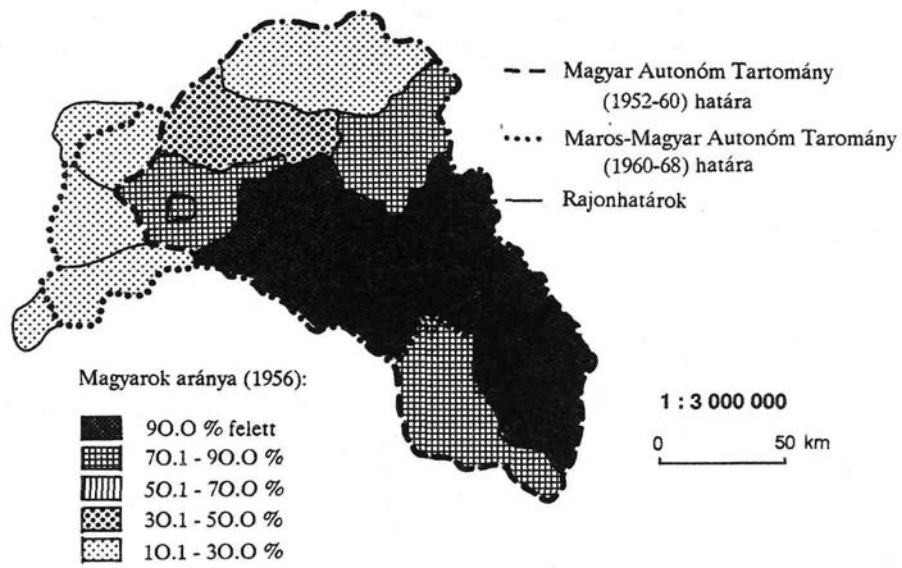 Magyar Autonóm Tartomány
(1952-60) határa
Maros-Magyar Autonóm Taromány
(1960-68) határa
Rajonhatárok
Magyarok aránya (1956):
90.0 % felett
70.1 - 90.0 %
50.1 - 70.0 %
30.1 - 50.0 %
10.1 - 30.0 %
1 : 3 000 000
0 50 km